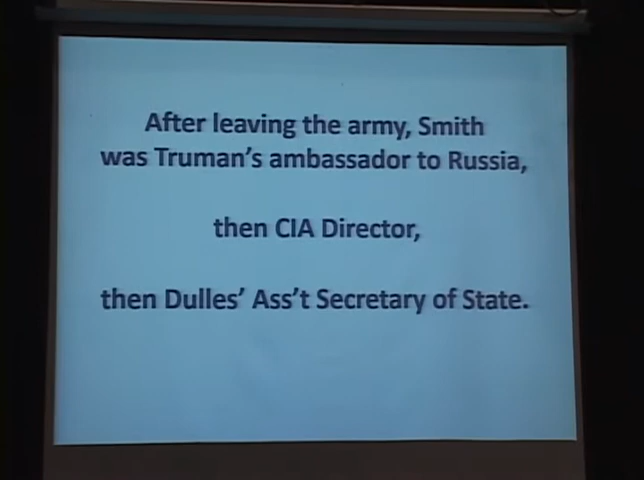 After leaving the army, Smith
was Truman's ambassador to Russia,
then CIA Director,
then Dulles' Ass't Secretary of State.